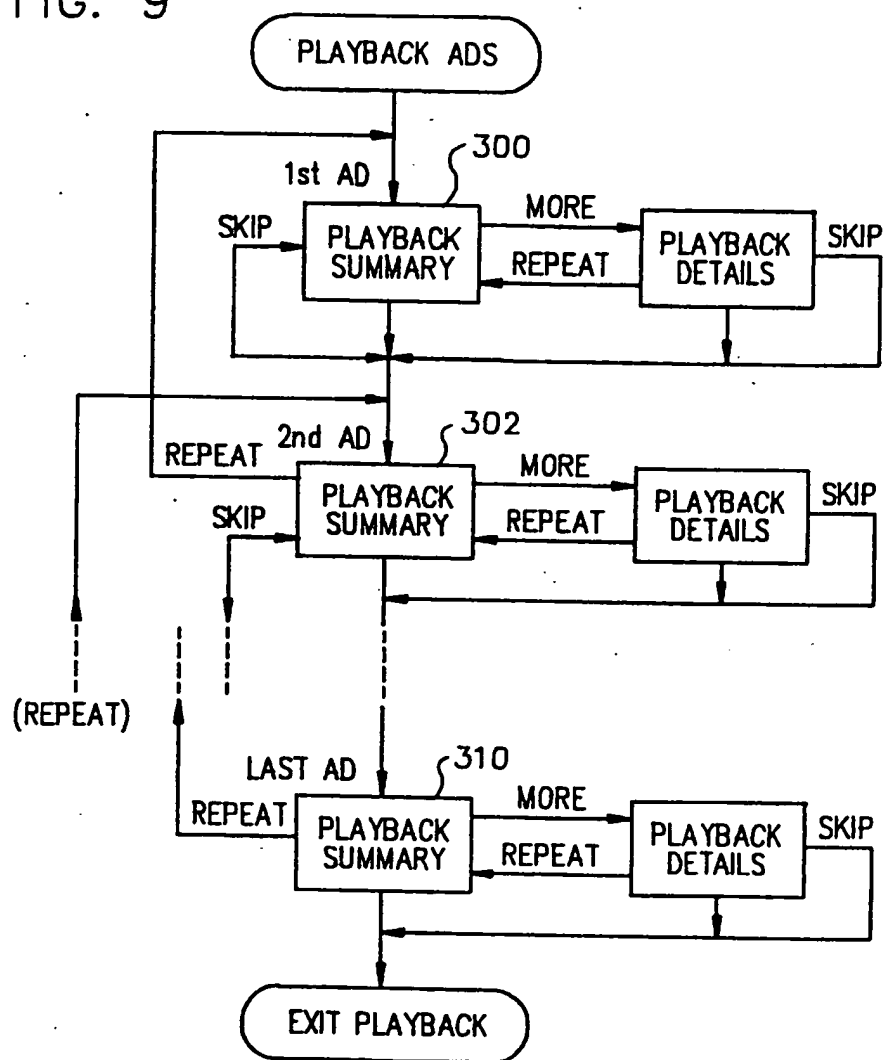 FIG. 9
PLAYBACK ADS
300
1st AD
SKIP
PLAYBACK
SUMMARY
MORE
REPEAT
PLAYBACK
DETAILS
SKIP
302
2nd AD
REPEAT
SKIP
PLAYBACK
SUMMARY
MORE
REPEAT
PLAYBACK
DETAILS
SKIP
(REPEAT)
310
LAST AD
REPEAT
PLAYBACK
SUMMARY
MORE
REPEAT
PLAYBACK
DETAILS
SKIP
EXIT PLAYBACK